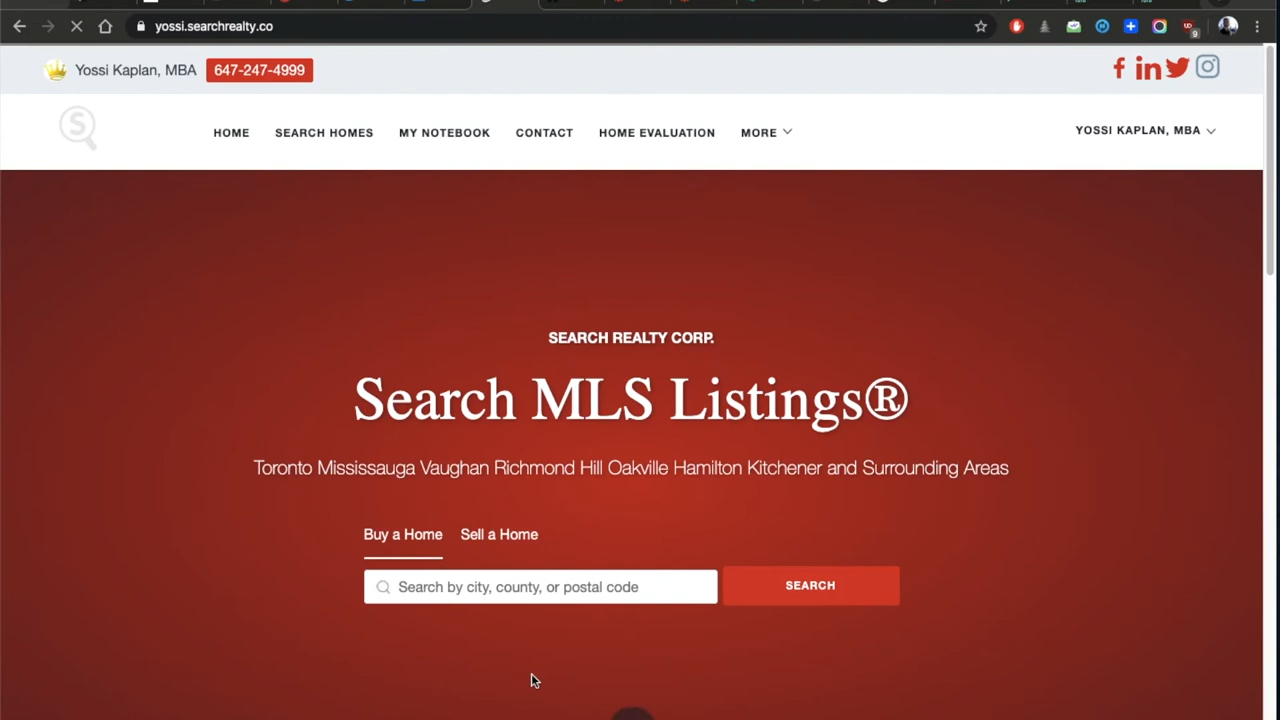 yossi.searchrealty.co
9
Yossi Kaplan, MBA 647-247-4999
S
HOME SEARCH HOMES MY NOTEBOOK CONTACT HOME EVALUATION MORE YOSSI KAPLAN, MBA
SEARCH REALTY CORP.
Search MLS Listings®
Toronto Mississauga Vaughan Richmond Hill Oakville Hamilton Kitchener and Surrounding Areas
Buy a Home Sell a Home
Search by city, county, or postal code SEARCH